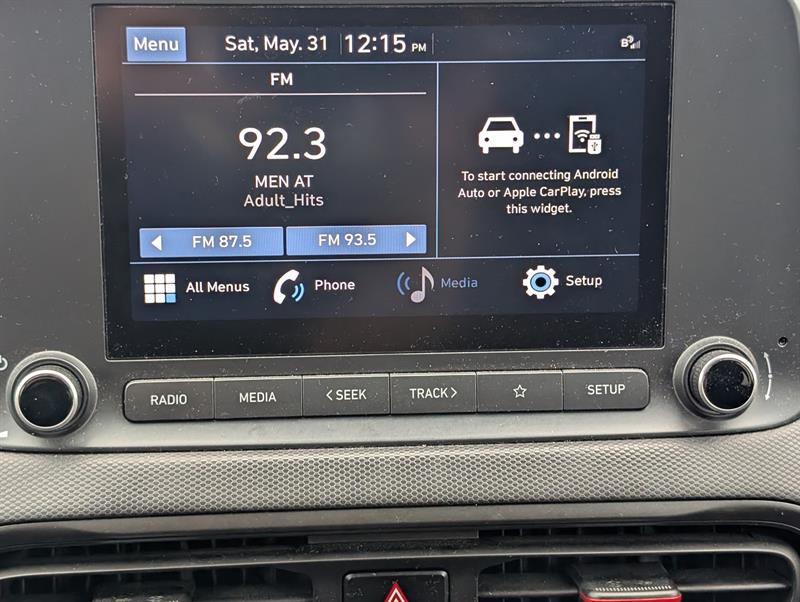 Menu Sat, May. 31 12:15 PM
FM
92.3
MEN AT
Adult_Hits
FM 87.5 FM 93.5
To start connecting Android
Auto or Apple CarPlay, press
this widget.
All Menus Phone Media Setup
RADIO MEDIA < SEEK TRACK > SETUP